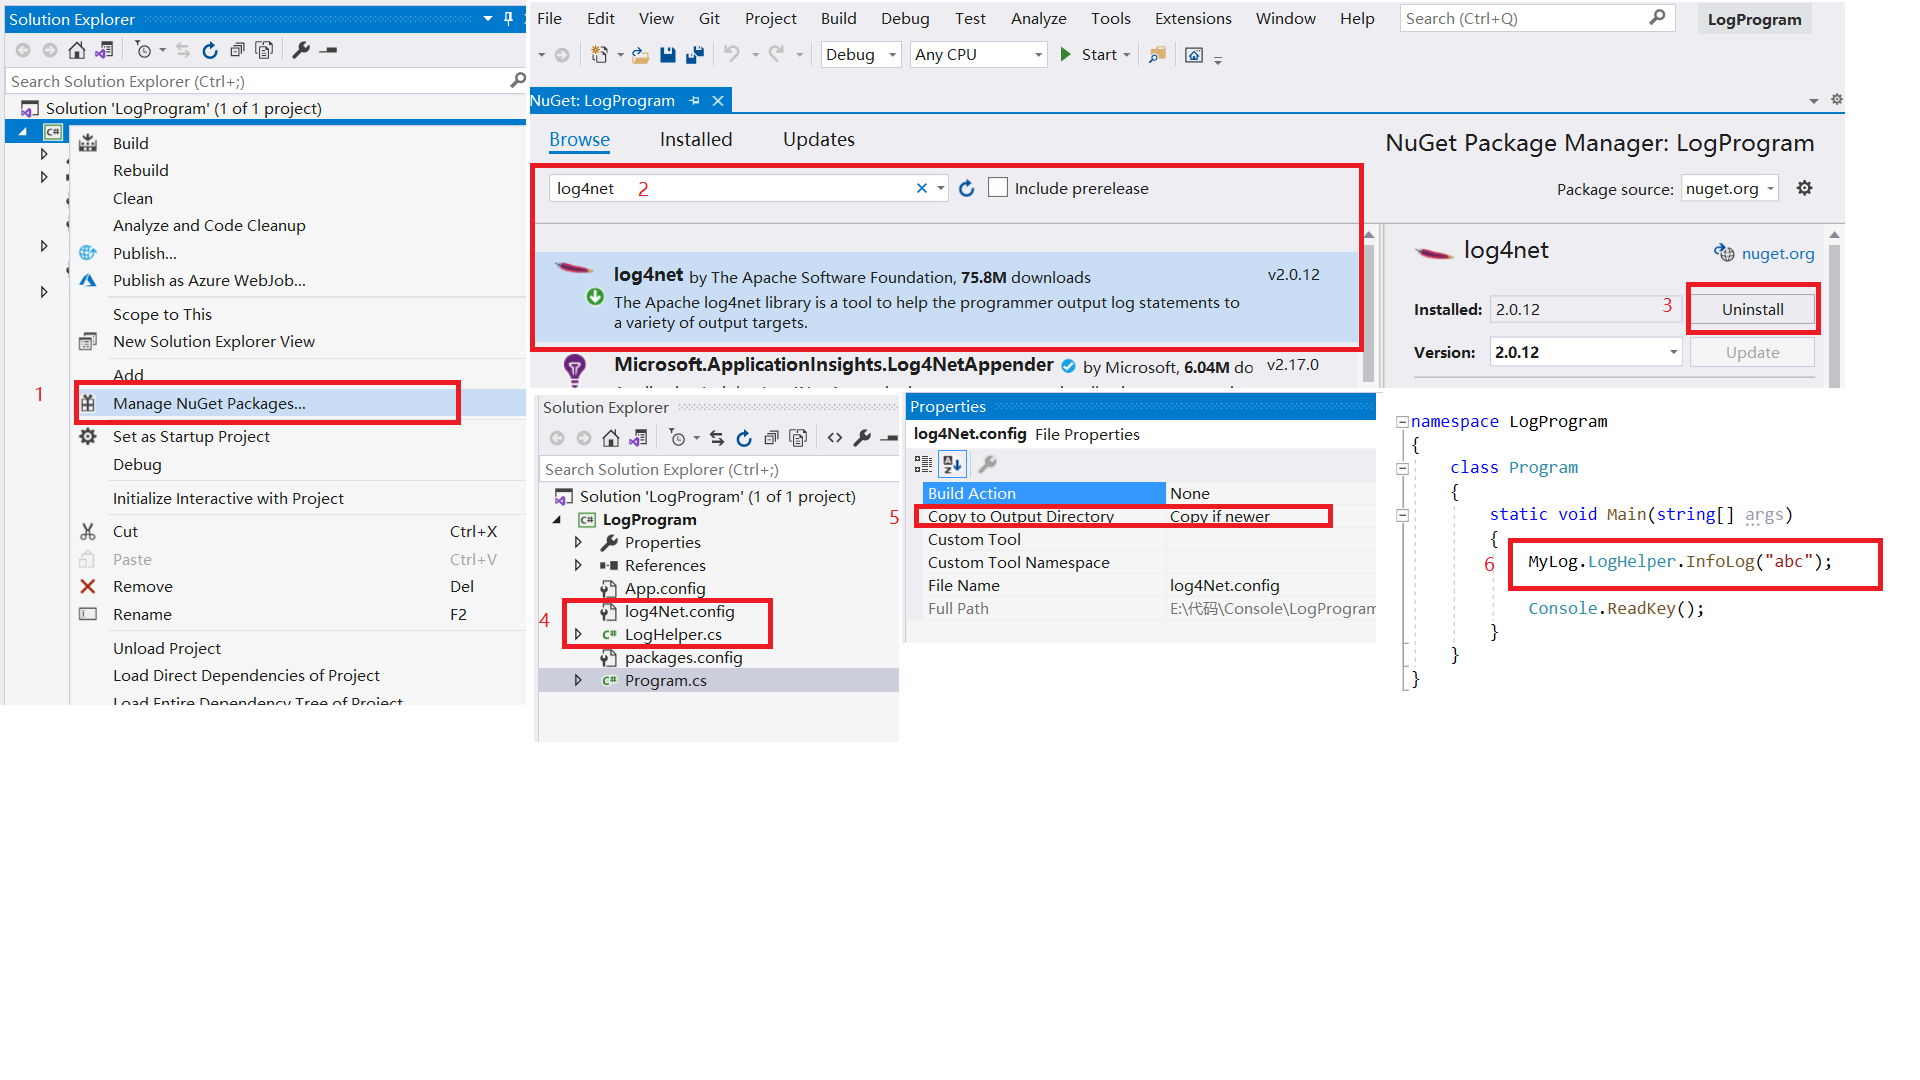 Solution Explorer
Search Solution Explorer (Ctrl+;)
Solution 'LogProgram' (1 of 1 project)
C#
Build
Rebuild
Clean
Analyze and Code Cleanup
Publish...
Publish as Azure WebJob...
Scope to This
New Solution Explorer View
Add
1
Manage NuGet Packages...
Set as Startup Project
Debug
Initialize Interactive with Project
Cut Ctrl+X
Paste Ctrl+V
Remove Del
Rename F2
Unload Project
Load Direct Dependencies of Project
Load Entire Dependency Tree of Project
File Edit View Git Project Build Debug Test Analyze Tools Extensions Window Help Search (Ctrl+Q) LogProgram
Debug Any CPU Start
NuGet: LogProgram
Browse Installed Updates
NuGet Package Manager: LogProgram
log4net 2 Include prerelease
Package source: nuget.org
log4net by The Apache Software Foundation, 75.8M downloads v2.0.12
The Apache log4net library is a tool to help the programmer output log statements to
a variety of output targets.
Microsoft.ApplicationInsights.Log4NetAppender by Microsoft, 6.04M do v2.17.0
log4net nuget.org
Installed: 2.0.12 3 Uninstall
Version: 2.0.12 Update
Solution Explorer
Search Solution Explorer (Ctrl+;)
Solution 'LogProgram' (1 of 1 project)
C# LogProgram
Properties
References
App.config
4
log4Net.config
C# LogHelper.cs
packages.config
C# Program.cs
Properties
log4Net.config File Properties
Build Action None
5 Copy to Output Directory Copy if newer
Custom Tool
Custom Tool Namespace
File Name log4Net.config
Full Path E:\代码\Console\LogProgram
namespace LogProgram
{
class Program
{
static void Main(string[] args)
{
6 MyLog.LogHelper.InfoLog("abc");
Console.ReadKey();
}
}
}